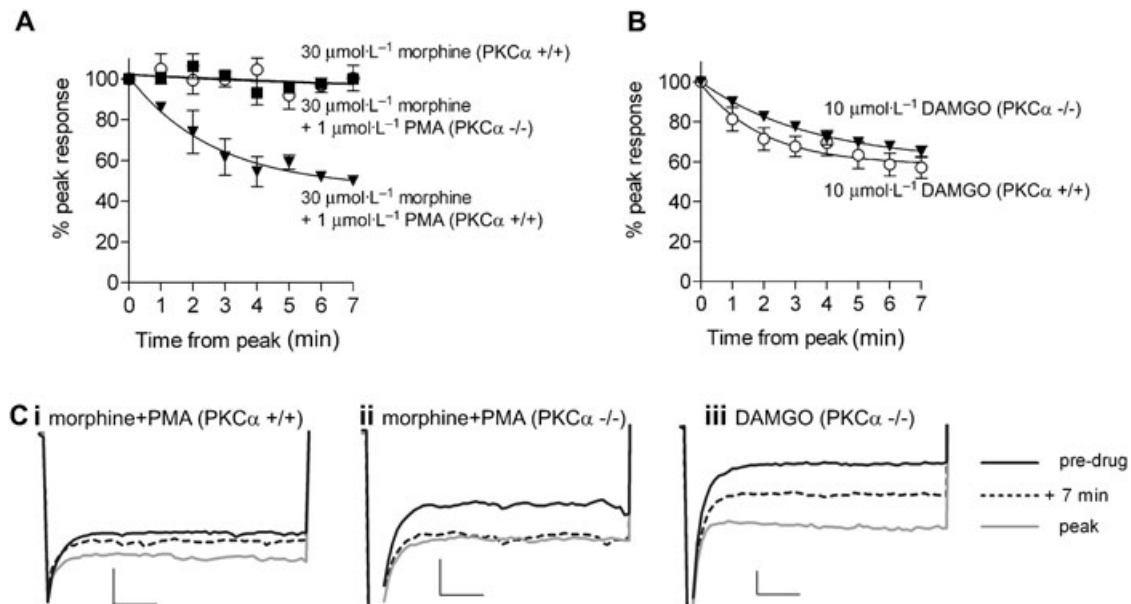 A
% peak response
100
80
60
40
20
0
0 1 2 3 4 5 6 7
Time from peak (min)
30 μmol·L⁻¹ morphine (PKCα +/+)
30 μmol·L⁻¹ morphine
+ 1 μmol·L⁻¹ PMA (PKCα -/-)
30 μmol·L⁻¹ morphine
+ 1 μmol·L⁻¹ PMA (PKCα +/+)
B
% peak response
100
80
60
40
20
0
0 1 2 3 4 5 6 7
Time from peak (min)
10 μmol·L⁻¹ DAMGO (PKCα -/-)
10 μmol·L⁻¹ DAMGO (PKCα +/+)
C i morphine+PMA (PKCα +/+)
ii morphine+PMA (PKCα -/-)
iii DAMGO (PKCα -/-)
pre-drug
+ 7 min
peak